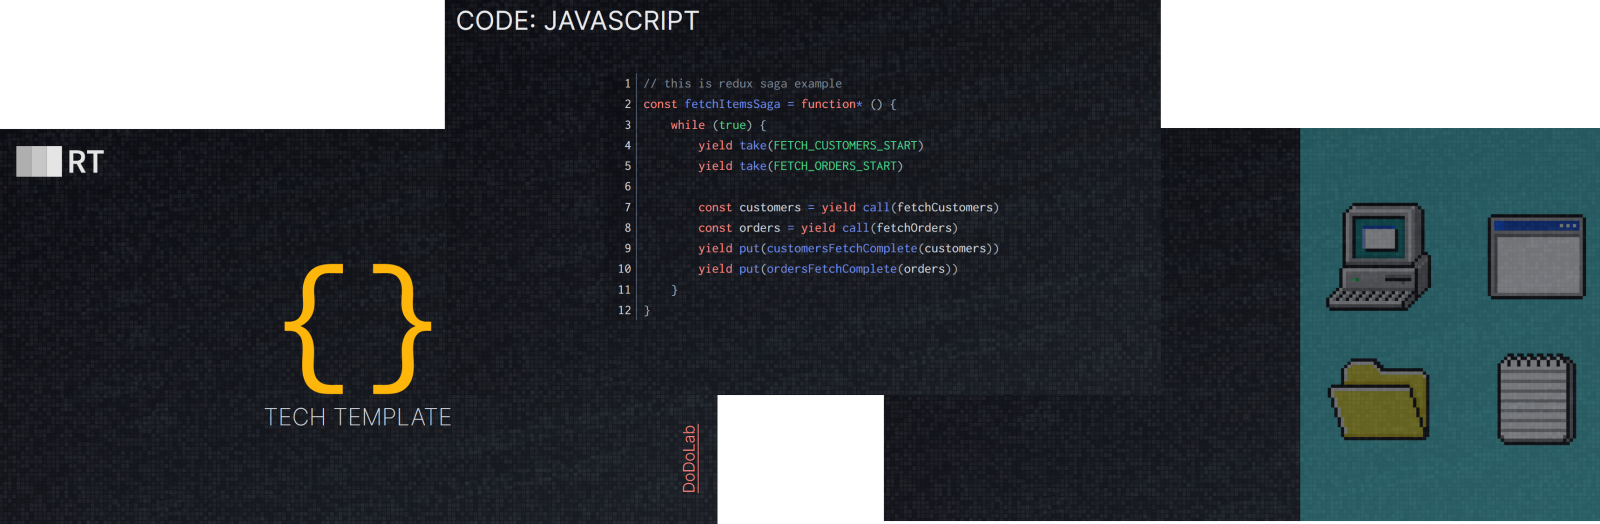 CODE: JAVASCRIPT
1 // this is redux saga example
2 const fetchItemsSaga = function* () {
3     while (true) {
4         yield take(FETCH_CUSTOMERS_START)
5         yield take(FETCH_ORDERS_START)
6
7         const customers = yield call(fetchCustomers)
8         const orders = yield call(fetchOrders)
9         yield put(customersFetchComplete(customers))
10         yield put(ordersFetchComplete(orders))
11     }
12 }
RT
{ }
TECH TEMPLATE
DoDoLab